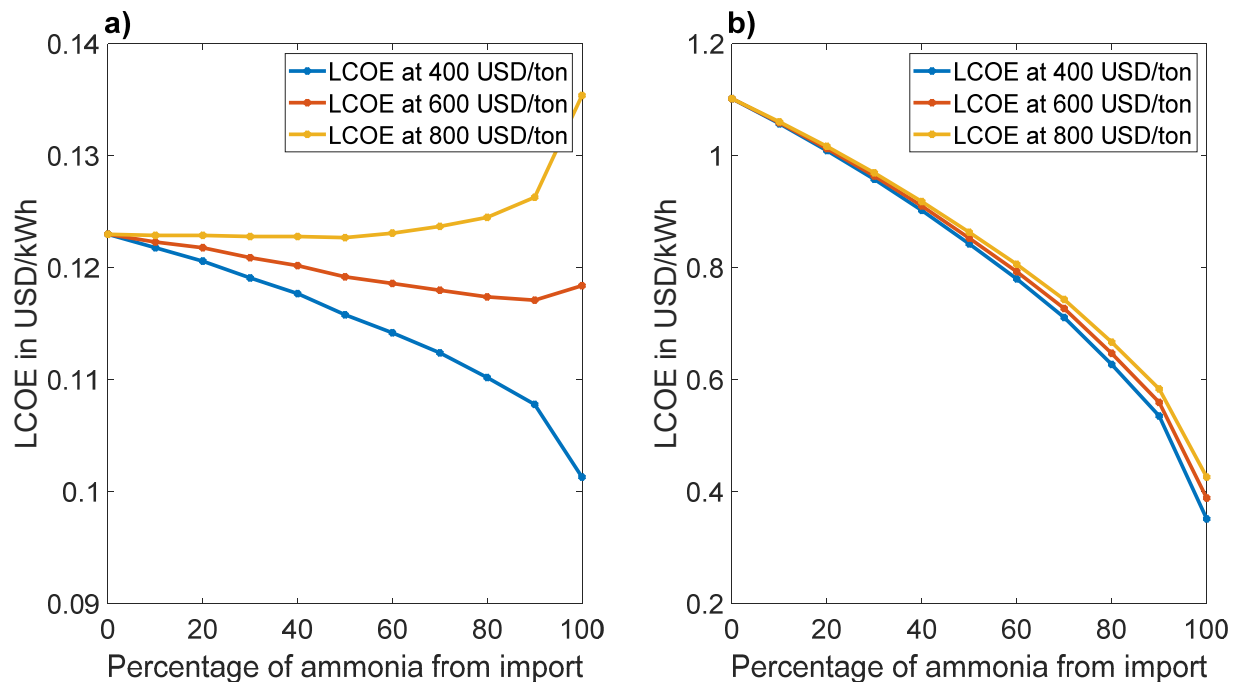 a)
LCOE in USD/kWh
0.14
0.13
0.12
0.11
0.1
0.09
LCOE at 400 USD/ton
LCOE at 600 USD/ton
LCOE at 800 USD/ton
0 20 40 60 80 100
Percentage of ammonia from import
b)
LCOE in USD/kWh
1.2
1
0.8
0.6
0.4
0.2
LCOE at 400 USD/ton
LCOE at 600 USD/ton
LCOE at 800 USD/ton
0 20 40 60 80 100
Percentage of ammonia from import